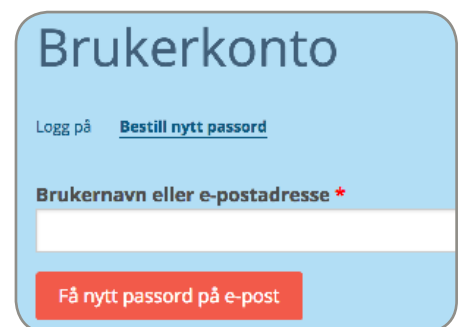 Brukerkonto
Logg på Bestill nytt passord
Brukernavn eller e-postadresse *
Få nytt passord på e-post